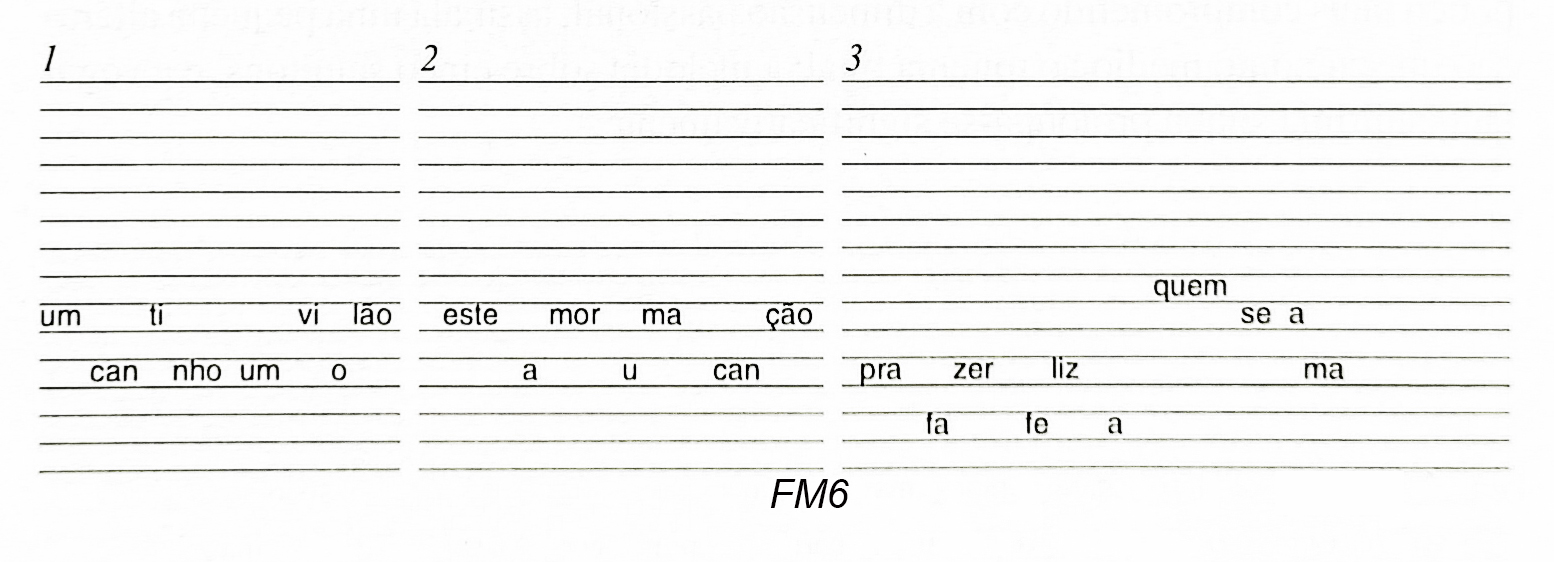 1
um ti vi lão
can nho um o
2
este mor ma ção
a u can
3
quem
se a
pra zer liz ma
fa fe a
FM6